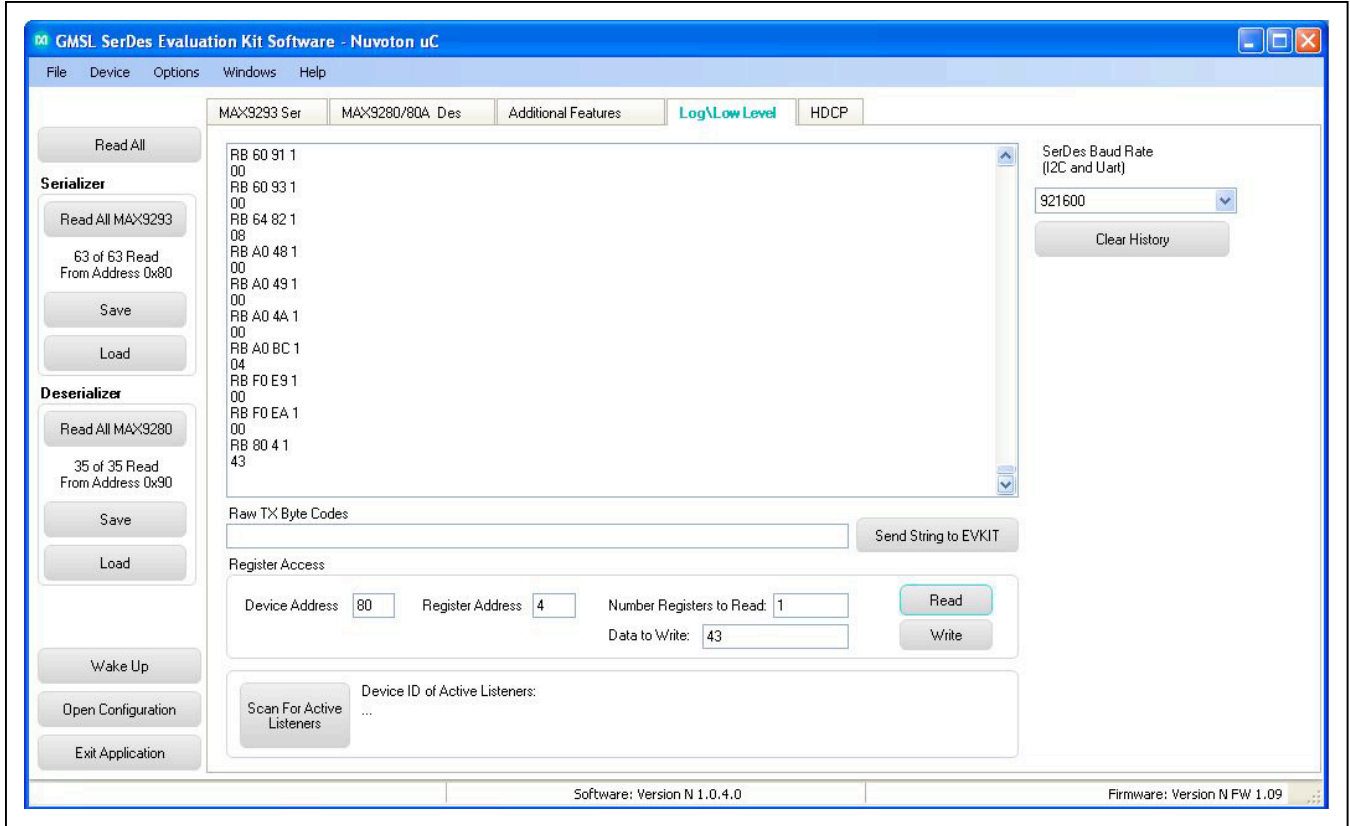 GMSL SerDes Evaluation Kit Software - Nuvoton uC
File Device Options Windows Help
MAX9293 Ser MAX9280/80A Des Additional Features Log\Low Level HDCP
Read All
Serializer
Read All MAX9293
63 of 63 Read
From Address 0x80
Save
Load
Deserializer
Read All MAX9280
35 of 35 Read
From Address 0x90
Save
Load
Wake Up
Open Configuration
Exit Application
RB 60 91 1
00
RB 60 93 1
00
RB 64 82 1
08
RB A0 48 1
00
RB A0 49 1
00
RB A0 4A 1
00
RB A0 BC 1
04
RB F0 E9 1
00
RB F0 EA 1
00
RB 80 4 1
43
SerDes Baud Rate
(I2C and Uart)
921600
Clear History
Raw TX Byte Codes
Send String to EVKIT
Register Access
Device Address 80 Register Address 4 Number Registers to Read: 1 Read
Data to Write: 43 Write
Scan For Active
Listeners
Device ID of Active Listeners:
...
Software: Version N 1.0.4.0 Firmware: Version N FW 1.09